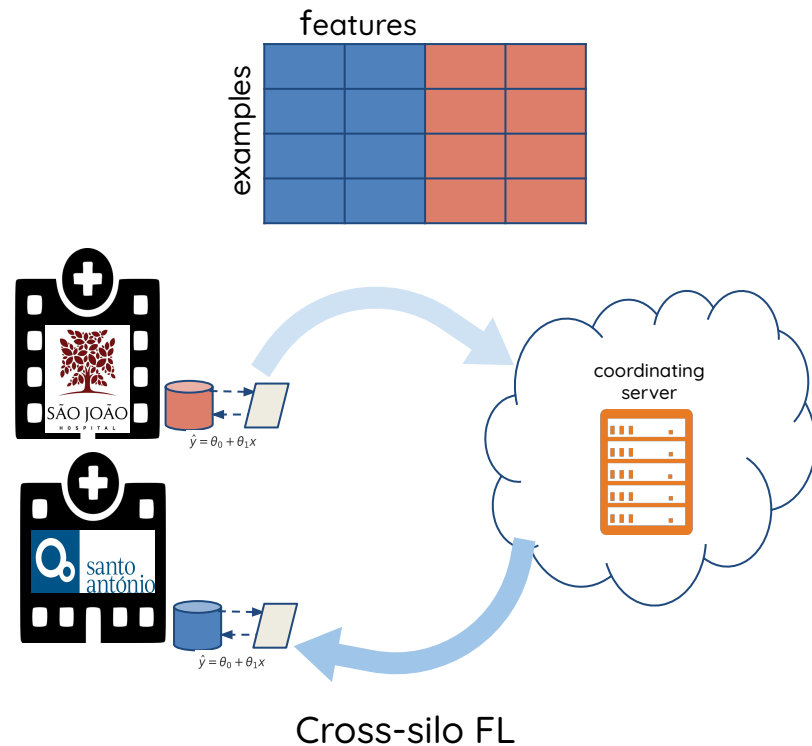 features
examples
SÃO JOÃO
HOSPITAL
ŷ = θ₀ + θ₁x
coordinating
server
santo
antónio
ŷ = θ₀ + θ₁x
Cross-silo FL